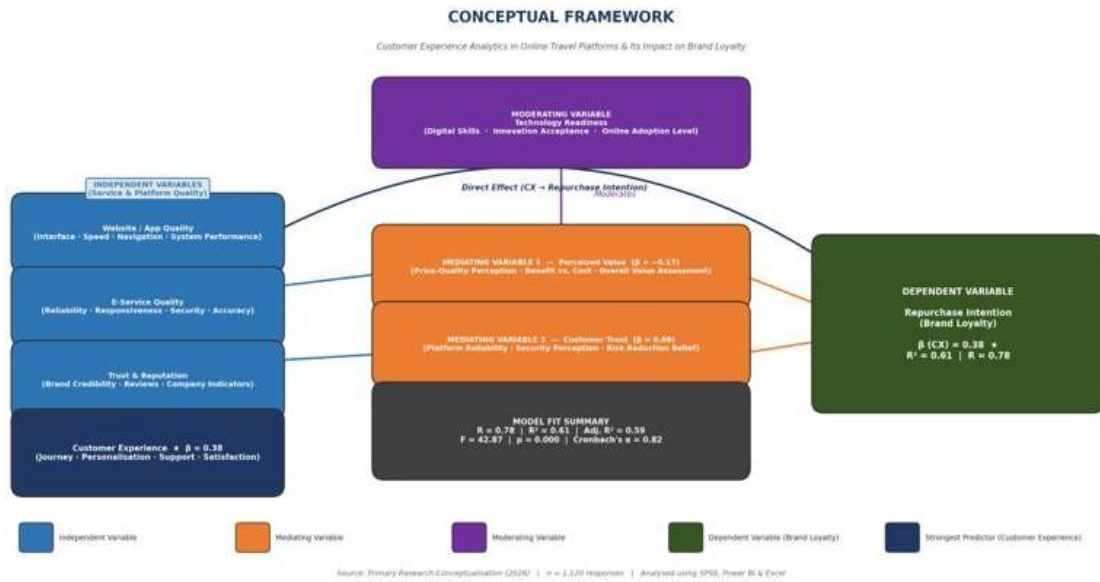 CONCEPTUAL FRAMEWORK
Customer Experience Analytics in Online Travel Platforms & Its Impact on Brand Loyalty
MODERATING VARIABLE
Technology Readiness
(Digital Skills · Innovation Acceptance · Online Adoption Level)
Direct Effect (CX → Repurchase Intention)
Moderates
INDEPENDENT VARIABLES
(Service & Platform Quality)
Website / App Quality
(Interface · Speed · Navigation · System Performance)
E-Service Quality
(Reliability · Responsiveness · Security · Accuracy)
Trust & Reputation
(Brand Credibility · Reviews · Company Indicators)
Customer Experience ★ β = 0.38
(Journey · Personalisation · Support · Satisfaction)
MEDIATING VARIABLE 1 — Perceived Value (β = −0.17)
(Price-Quality Perception · Benefit vs. Cost · Overall Value Assessment)
MEDIATING VARIABLE 2 — Customer Trust (β = 0.09)
(Platform Reliability · Security Perception · Risk Reduction Belief)
MODEL FIT SUMMARY
R = 0.78 | R² = 0.61 | Adj. R² = 0.59
F = 42.87 | p = 0.000 | Cronbach's α = 0.82
DEPENDENT VARIABLE
Repurchase Intention
(Brand Loyalty)
β (CX) = 0.38 ★
R² = 0.61 | R = 0.78
Independent Variable
Mediating Variable
Moderating Variable
Dependent Variable (Brand Loyalty)
Strongest Predictor (Customer Experience)
Source: Primary Research Conceptualisation (2026) | n = 1,120 responses | Analysed using SPSS, Power BI & Excel